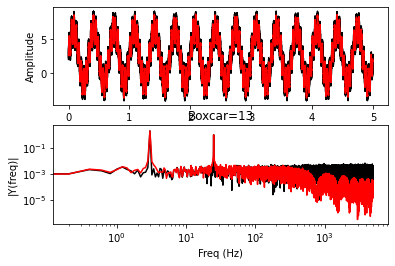 5
0
Amplitude
0 1 2 3 4 5
Boxcar=13
10⁻¹
10⁻³
10⁻⁵
|Y(freq)|
10⁰ 10¹ 10² 10³
Freq (Hz)